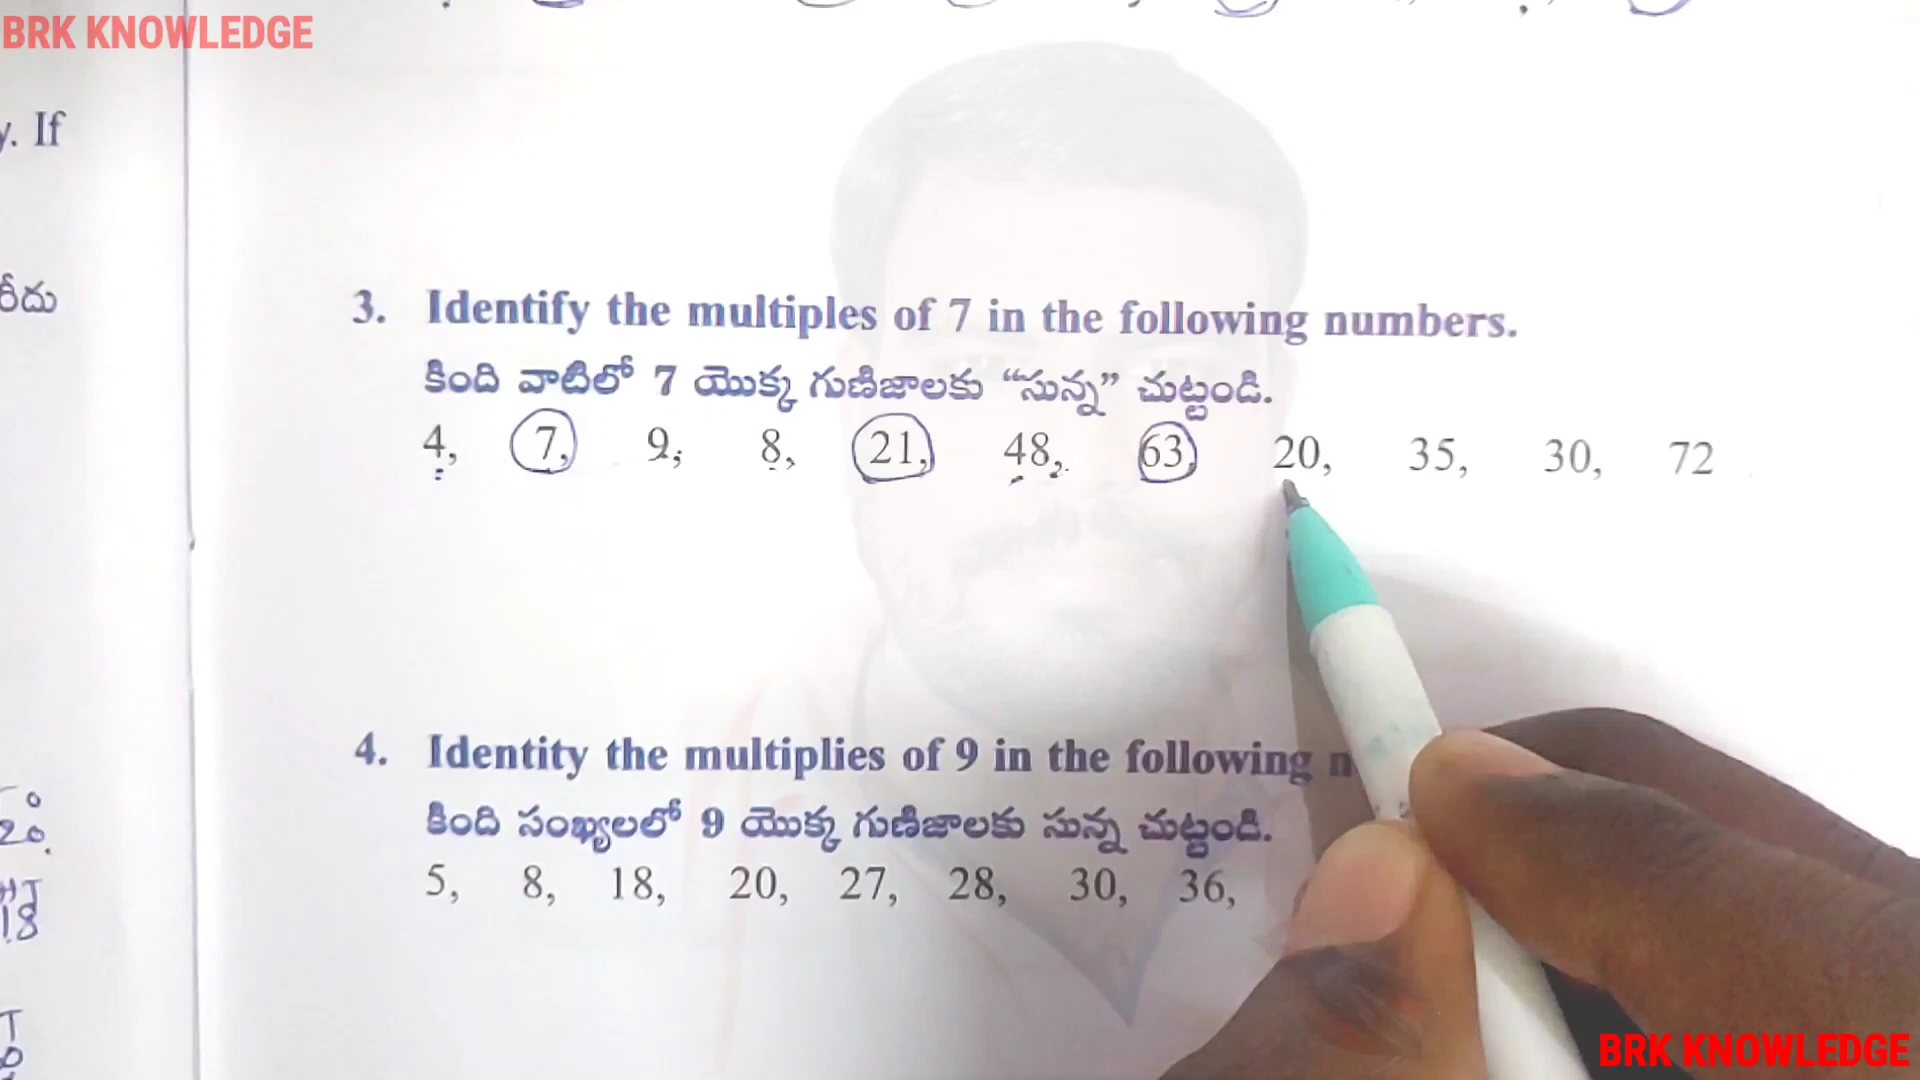 BRK KNOWLEDGE
y. If
రీదు
3. Identify the multiples of 7 in the following numbers.
కింది వాటిలో 7 యొక్క గుణిజాలకు “సున్న” చుట్టండి.
4, 7, 9, 8, 21, 48, 63, 20, 35, 30, 72
4. Identity the multiplies of 9 in the following n
కింది సంఖ్యలలో 9 యొక్క గుణిజాలకు సున్న చుట్టండి.
5, 8, 18, 20, 27, 28, 30, 36,
20
18
BRK KNOWLEDGE